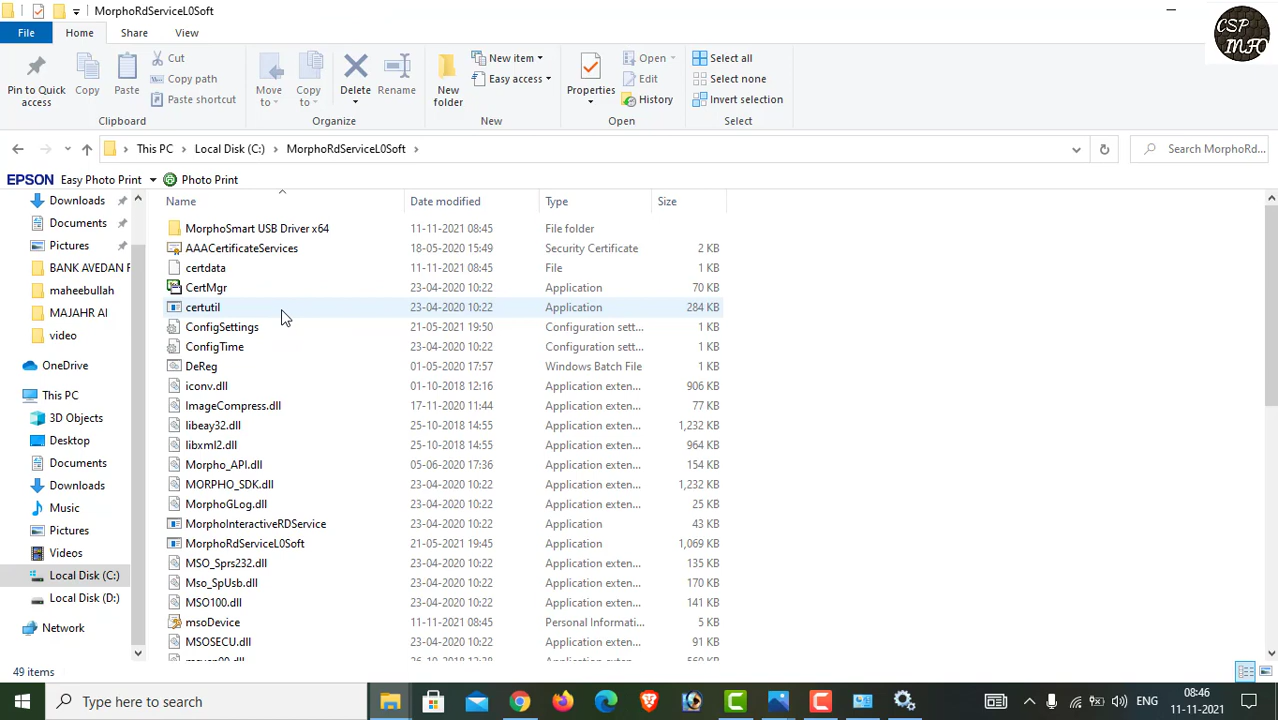 MorphoRdServiceL0Soft
File Home Share View
Pin to Quick access
Copy
Paste
Cut
Copy path
Paste shortcut
Clipboard
Move to
Copy to
Delete
Rename
Organize
New folder
New item
Easy access
New
Properties
Open
Edit
History
Open
Select all
Select none
Invert selection
Select
CSP
INFO
This PC Local Disk (C:) MorphoRdServiceL0Soft
Search MorphoRd...
EPSON Easy Photo Print Photo Print
Downloads
Documents
Pictures
BANK AVEDAN F
maheebullah
MAJAHR AI
video
OneDrive
This PC
3D Objects
Desktop
Documents
Downloads
Music
Pictures
Videos
Local Disk (C:)
Local Disk (D:)
Network
Name Date modified Type Size
MorphoSmart USB Driver x64 11-11-2021 08:45 File folder
AAACertificateServices 18-05-2020 15:49 Security Certificate 2 KB
certdata 11-11-2021 08:45 File 1 KB
CertMgr 23-04-2020 10:22 Application 70 KB
certutil 23-04-2020 10:22 Application 284 KB
ConfigSettings 21-05-2021 19:50 Configuration sett... 1 KB
ConfigTime 23-04-2020 10:22 Configuration sett... 1 KB
DeReg 01-05-2020 17:57 Windows Batch File 1 KB
iconv.dll 01-10-2018 12:16 Application exten... 906 KB
ImageCompress.dll 17-11-2020 11:44 Application exten... 77 KB
libeay32.dll 25-10-2018 14:55 Application exten... 1,232 KB
libxml2.dll 25-10-2018 14:55 Application exten... 964 KB
Morpho_API.dll 05-06-2020 17:36 Application exten... 154 KB
MORPHO_SDK.dll 23-04-2020 10:22 Application exten... 1,232 KB
MorphoGLog.dll 23-04-2020 10:22 Application exten... 25 KB
MorphoInteractiveRDService 23-04-2020 10:22 Application 43 KB
MorphoRdServiceL0Soft 21-05-2021 19:45 Application 1,069 KB
MSO_Sprs232.dll 23-04-2020 10:22 Application exten... 135 KB
Mso_SpUsb.dll 23-04-2020 10:22 Application exten... 170 KB
MSO100.dll 23-04-2020 10:22 Application exten... 141 KB
msoDevice 11-11-2021 08:45 Personal Informati... 5 KB
MSOSECU.dll 23-04-2020 10:22 Application exten... 91 KB
49 items
Type here to search
ENG
08:46
11-11-2021